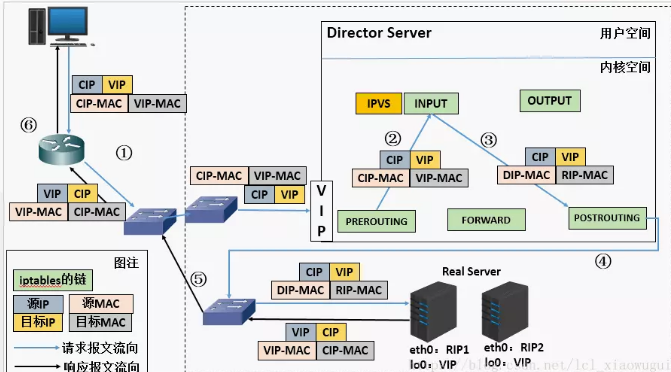 Director Server 用户空间
内核空间
IPVS INPUT OUTPUT
CIP VIP
CIP-MAC VIP-MAC
⑥
①
②
③
CIP VIP
CIP-MAC VIP-MAC
CIP VIP
DIP-MAC RIP-MAC
CIP-MAC VIP-MAC
CIP VIP
VIP CIP
VIP-MAC CIP-MAC
VIP
PREROUTING FORWARD POSTROUTING
④
⑤
图注
iptables的链
源IP 源MAC
目标IP 目标MAC
请求报文流向
响应报文流向
CIP VIP
DIP-MAC RIP-MAC
VIP CIP
VIP-MAC CIP-MAC
Real Server
eth0：RIP1
lo0：VIP
eth0：RIP2
lo0：VIP